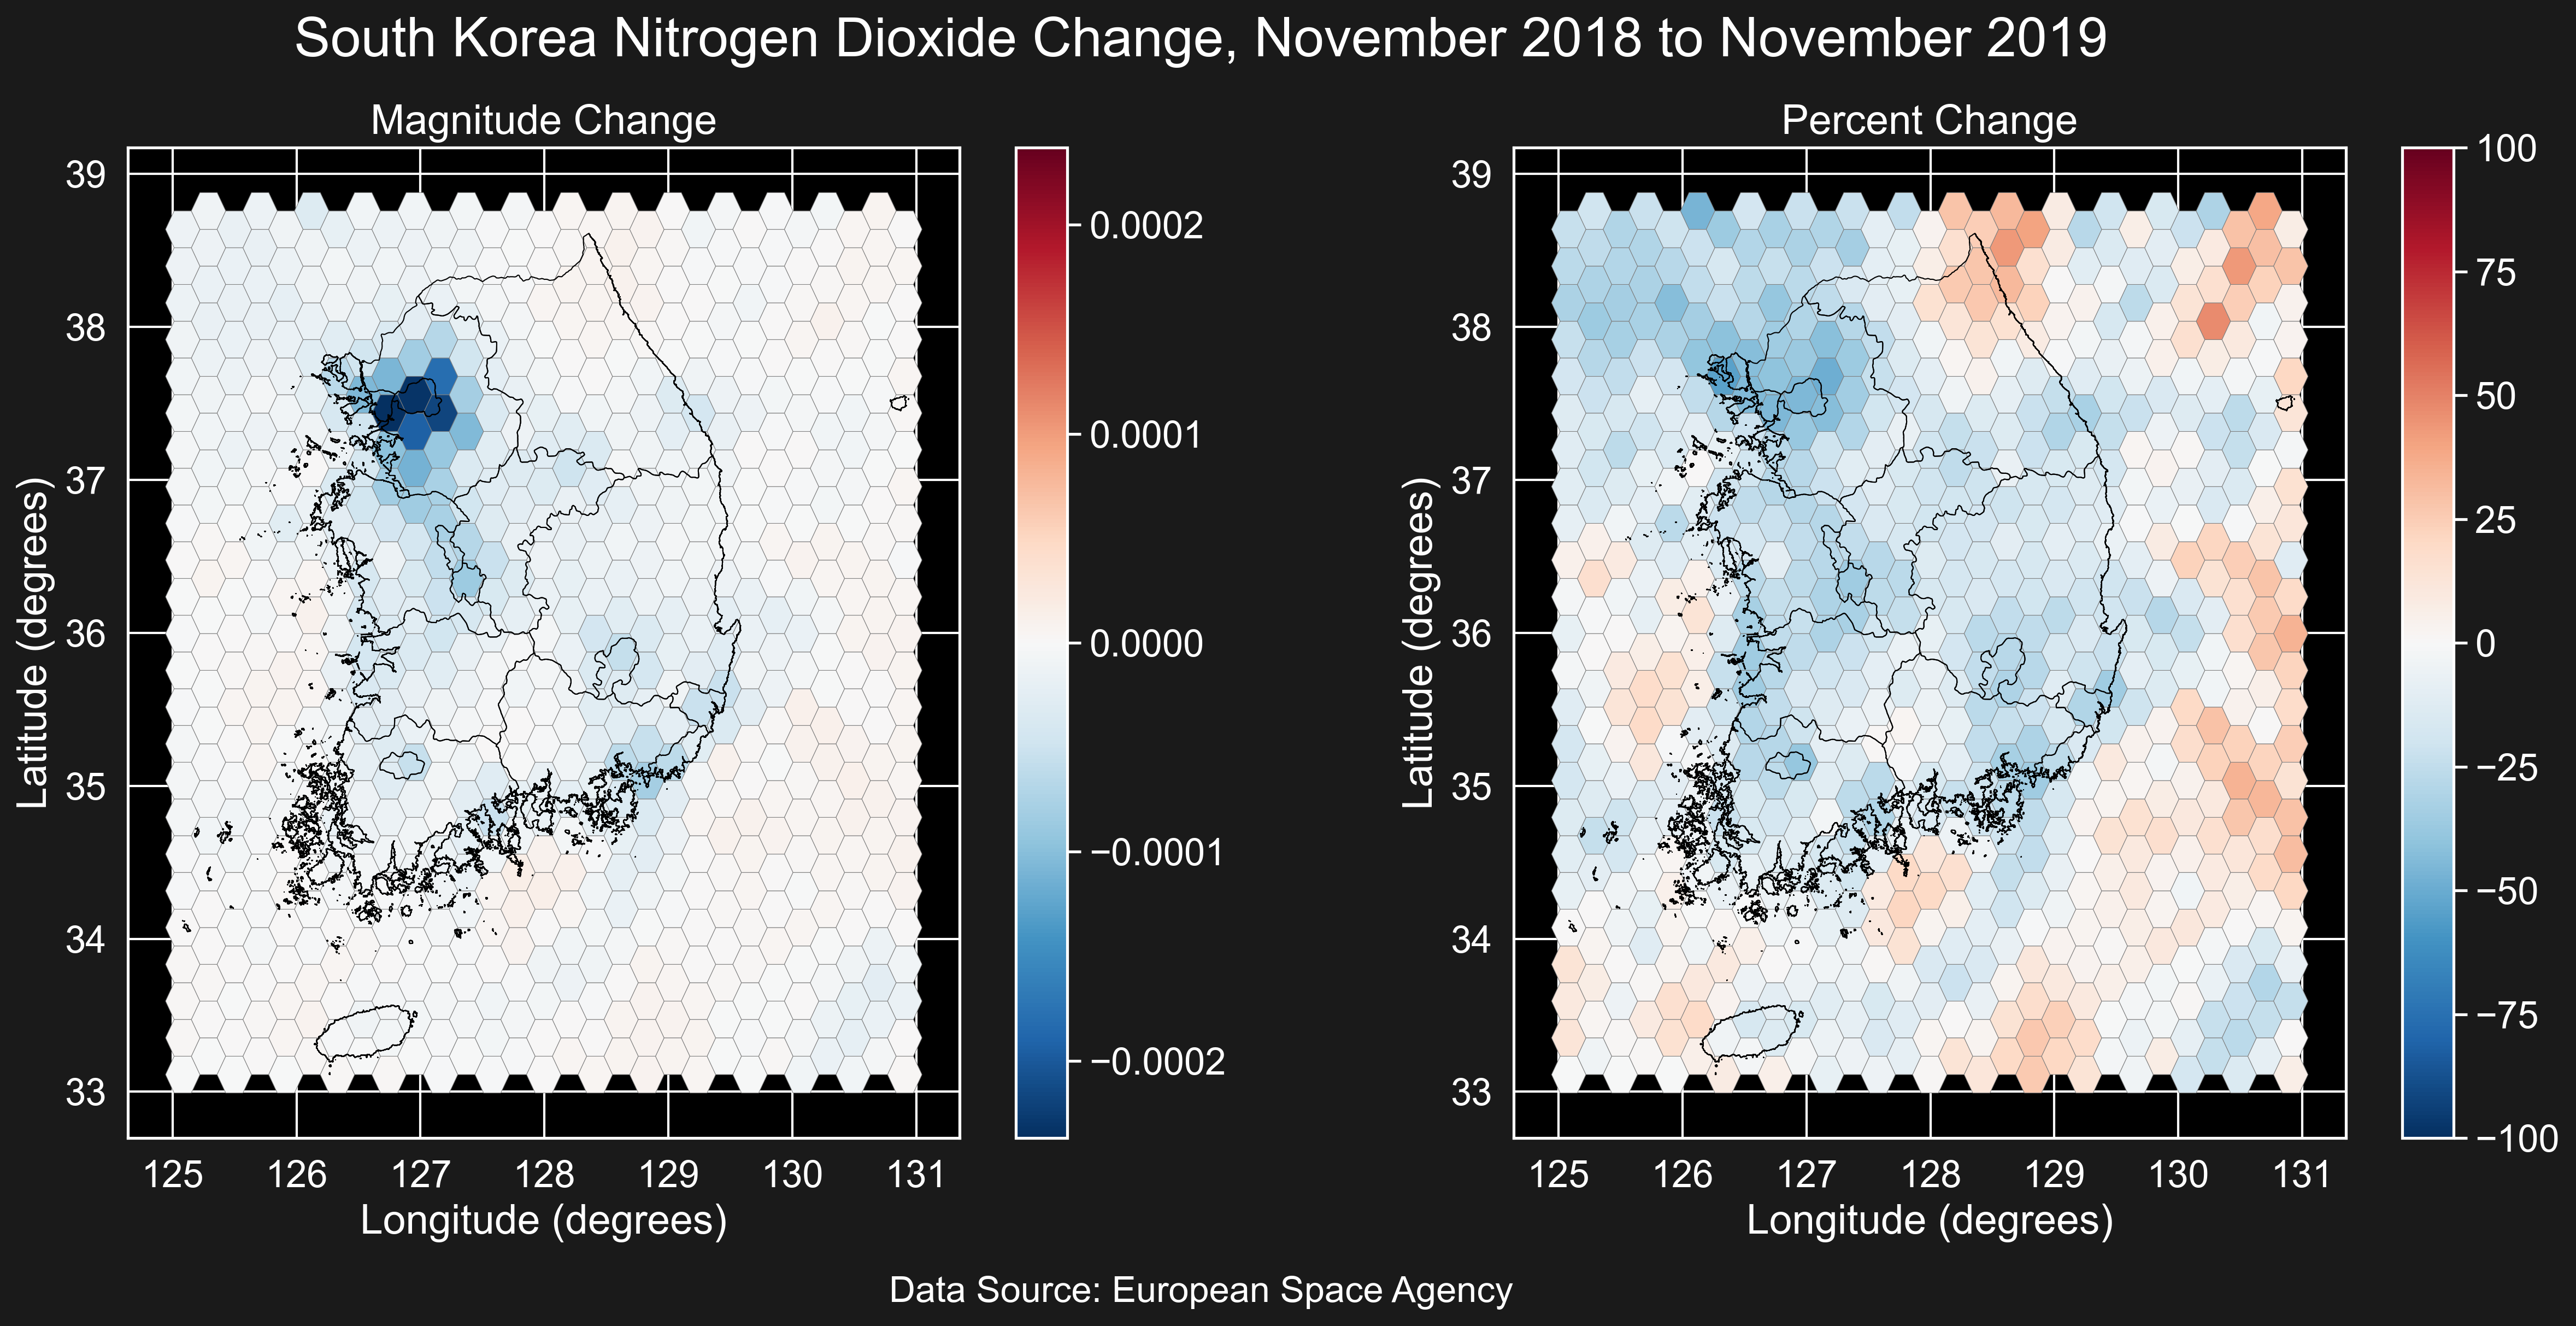 South Korea Nitrogen Dioxide Change, November 2018 to November 2019
Magnitude Change
39
38
37
36
35
34
33
Latitude (degrees)
125 126 127 128 129 130 131
Longitude (degrees)
0.0002
0.0001
0.0000
−0.0001
−0.0002
Percent Change
39
38
37
36
35
34
33
Latitude (degrees)
125 126 127 128 129 130 131
Longitude (degrees)
100
75
50
25
0
−25
−50
−75
−100
Data Source: European Space Agency